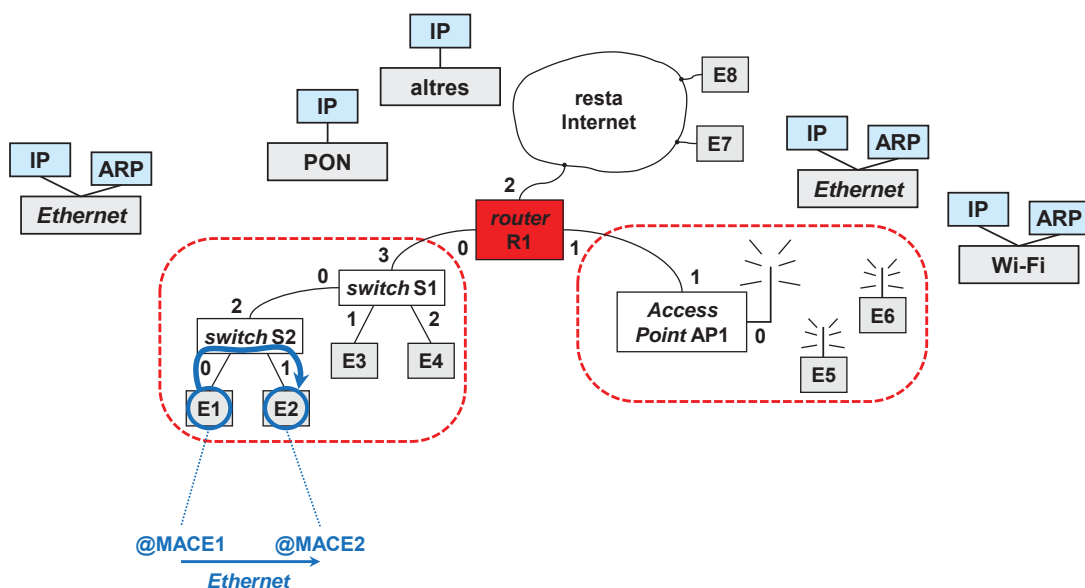 IP
altres
IP
PON
IP
ARP
Ethernet
resta
Internet
E8
E7
IP
ARP
Ethernet
IP
ARP
Wi-Fi
2
router
R1
0
1
3
0
switch S1
1
2
2
switch S2
0
1
E3
E4
E1
E2
1
Access
Point AP1
0
E6
E5
@MACE1
@MACE2
Ethernet